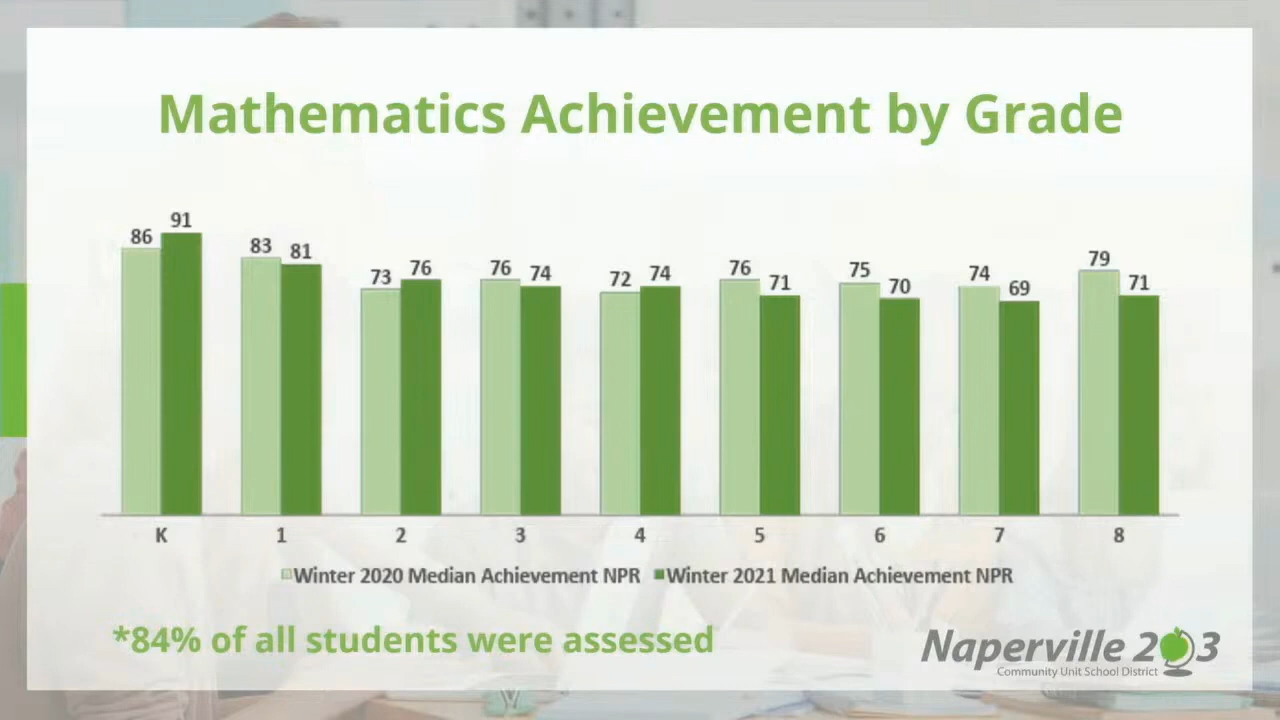 Mathematics Achievement by Grade
86 91 83 81 73 76 76 74 72 74 76 71 75 70 74 69 79 71
K 1 2 3 4 5 6 7 8
Winter 2020 Median Achievement NPR Winter 2021 Median Achievement NPR
*84% of all students were assessed
Naperville 203
Community Unit School District